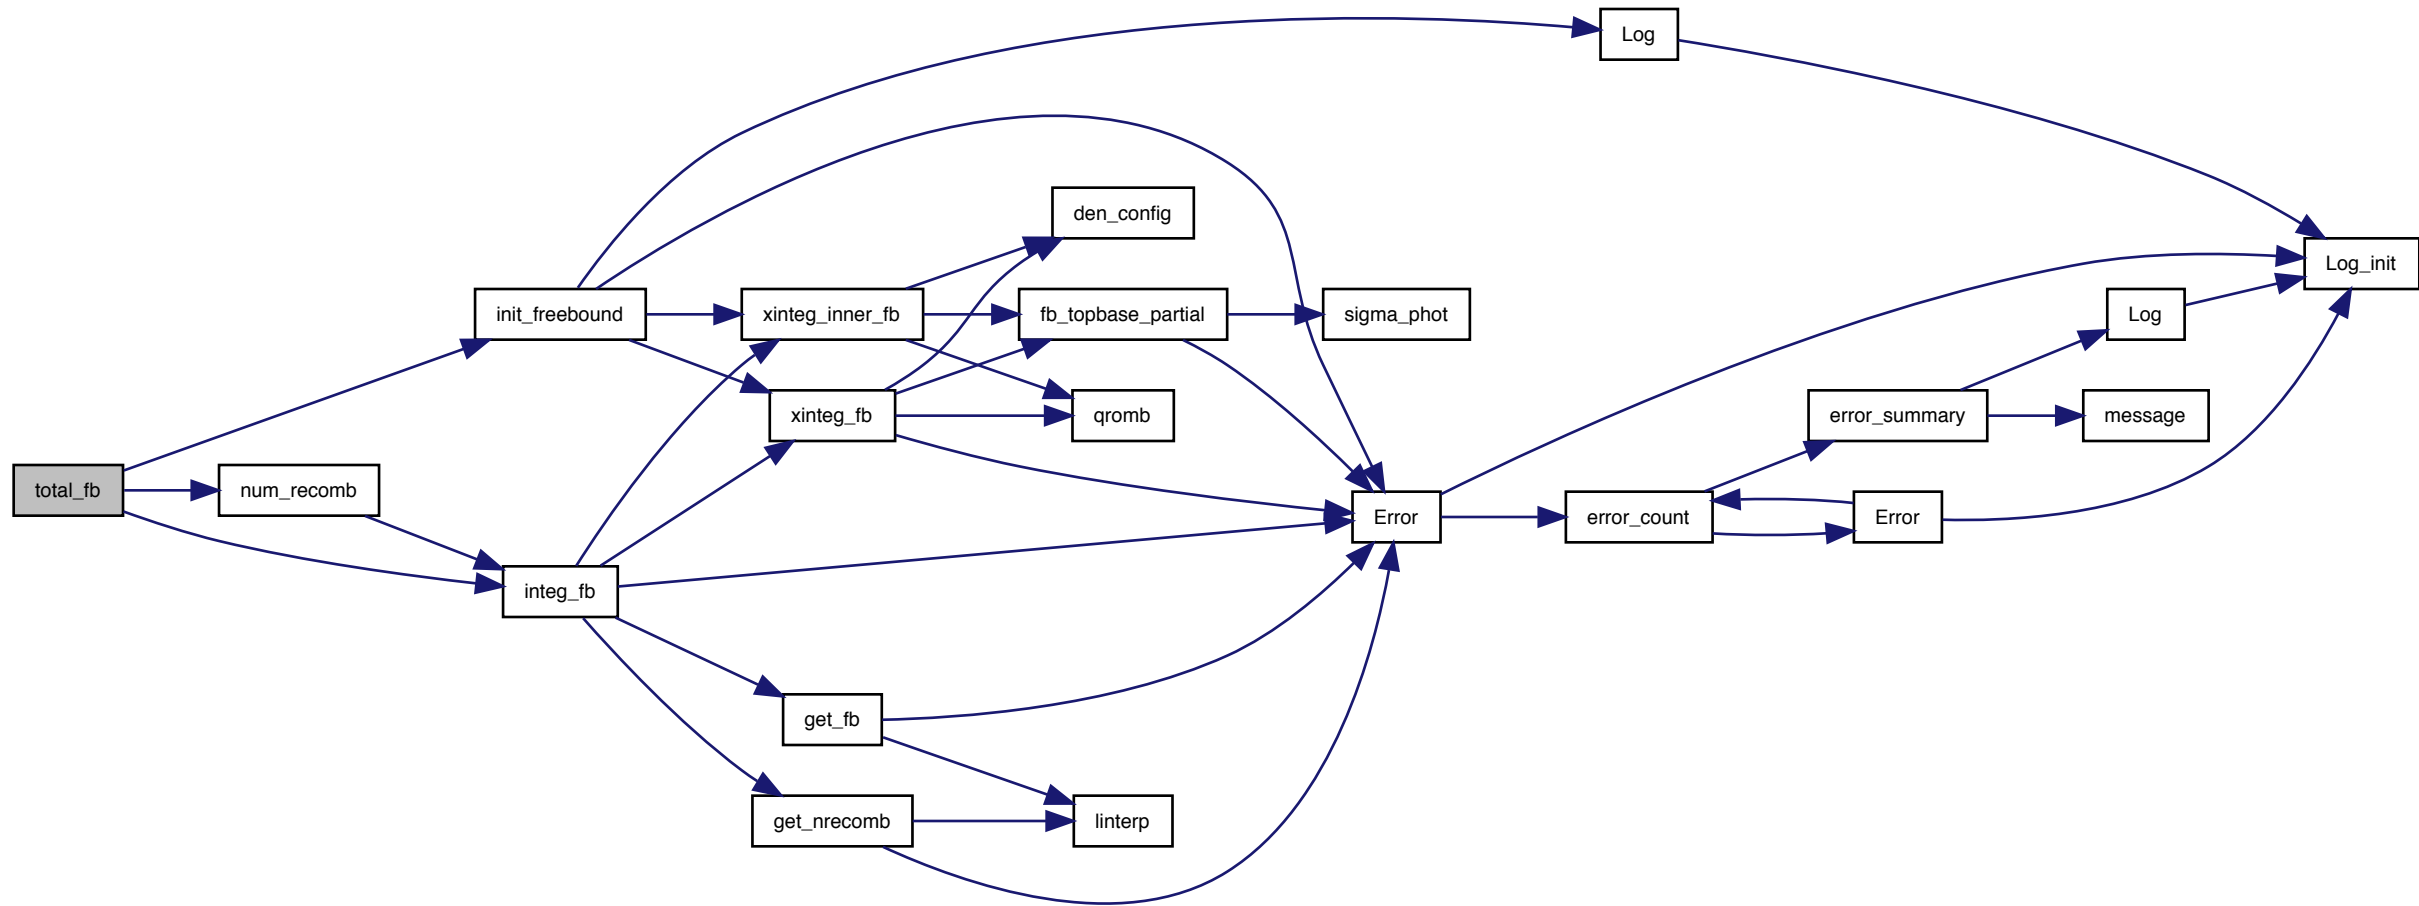 total_fb
init_freebound
num_recomb
integ_fb
xinteg_inner_fb
xinteg_fb
get_fb
get_nrecomb
den_config
fb_topbase_partial
qromb
linterp
sigma_phot
Error
Log
error_count
error_summary
Error
Log
message
Log_init